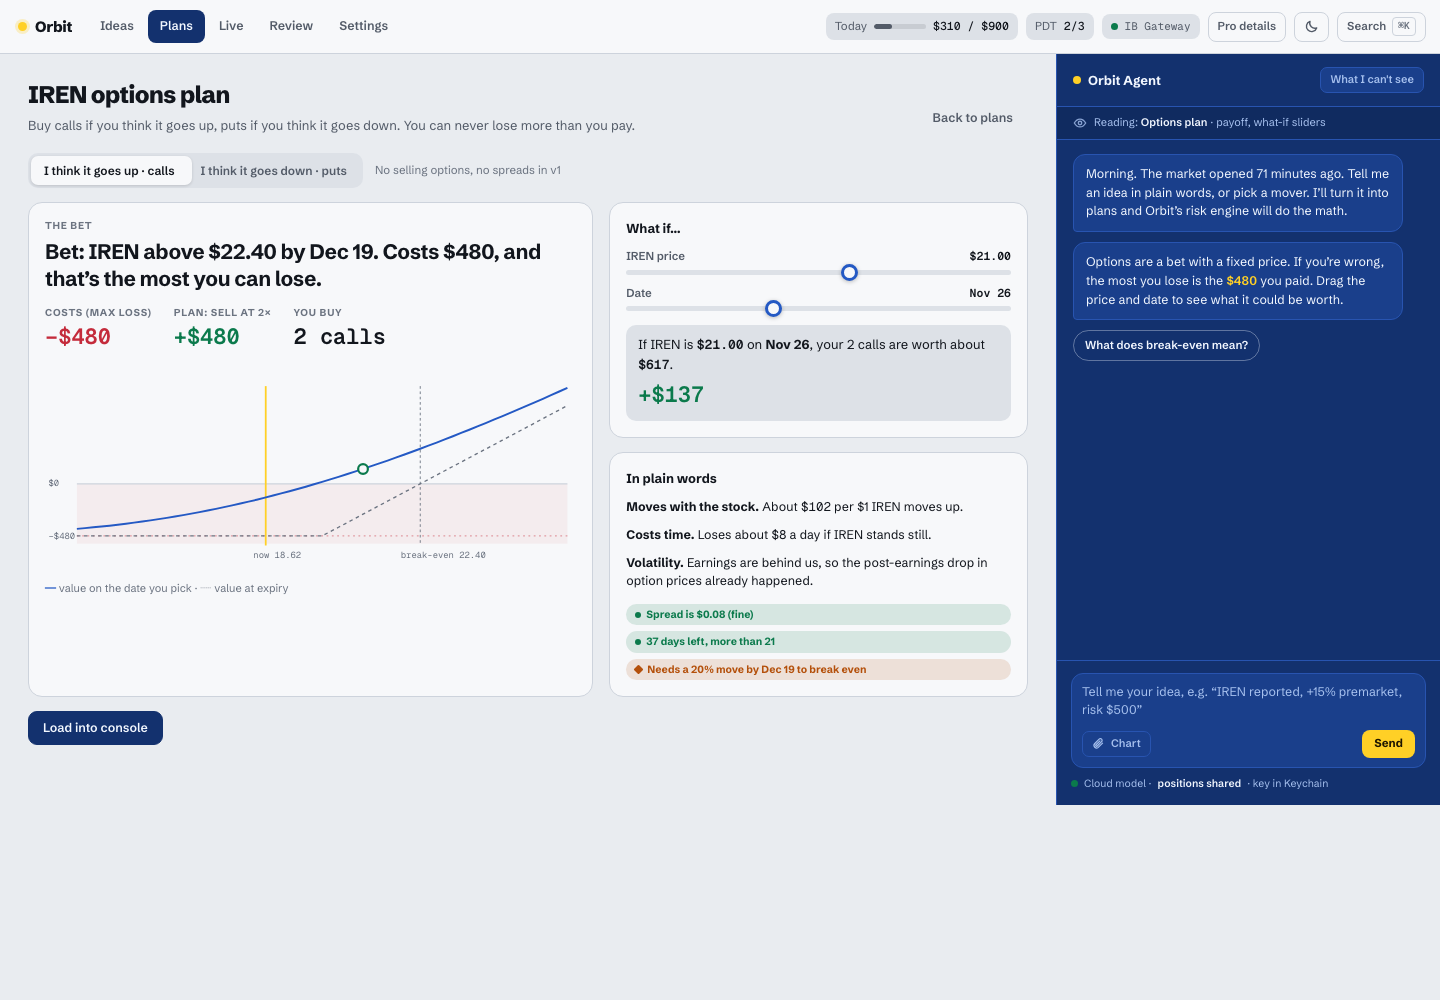 Orbit
Ideas
Plans
Live
Review
Settings
Today $310 / $900
PDT 2/3
IB Gateway
Pro details
Search ⌘K
IREN options plan
Buy calls if you think it goes up, puts if you think it goes down. You can never lose more than you pay.
Back to plans
I think it goes up · calls
I think it goes down · puts
No selling options, no spreads in v1
THE BET
Bet: IREN above $22.40 by Dec 19. Costs $480, and
that’s the most you can lose.
COSTS (MAX LOSS)
−$480
PLAN: SELL AT 2×
+$480
YOU BUY
2 calls
$0
−$480
now 18.62
break-even 22.40
value on the date you pick · value at expiry
What if…
IREN price $21.00
Date Nov 26
If IREN is $21.00 on Nov 26, your 2 calls are worth about
$617.
+$137
In plain words
Moves with the stock. About $102 per $1 IREN moves up.
Costs time. Loses about $8 a day if IREN stands still.
Volatility. Earnings are behind us, so the post-earnings drop in
option prices already happened.
Spread is $0.08 (fine)
37 days left, more than 21
Needs a 20% move by Dec 19 to break even
Load into console
Orbit Agent
What I can't see
Reading: Options plan · payoff, what-if sliders
Morning. The market opened 71 minutes ago. Tell me
an idea in plain words, or pick a mover. I’ll turn it into
plans and Orbit’s risk engine will do the math.
Options are a bet with a fixed price. If you’re wrong,
the most you lose is the $480 you paid. Drag the
price and date to see what it could be worth.
What does break-even mean?
Tell me your idea, e.g. “IREN reported, +15% premarket,
risk $500”
Chart
Send
Cloud model · positions shared · key in Keychain